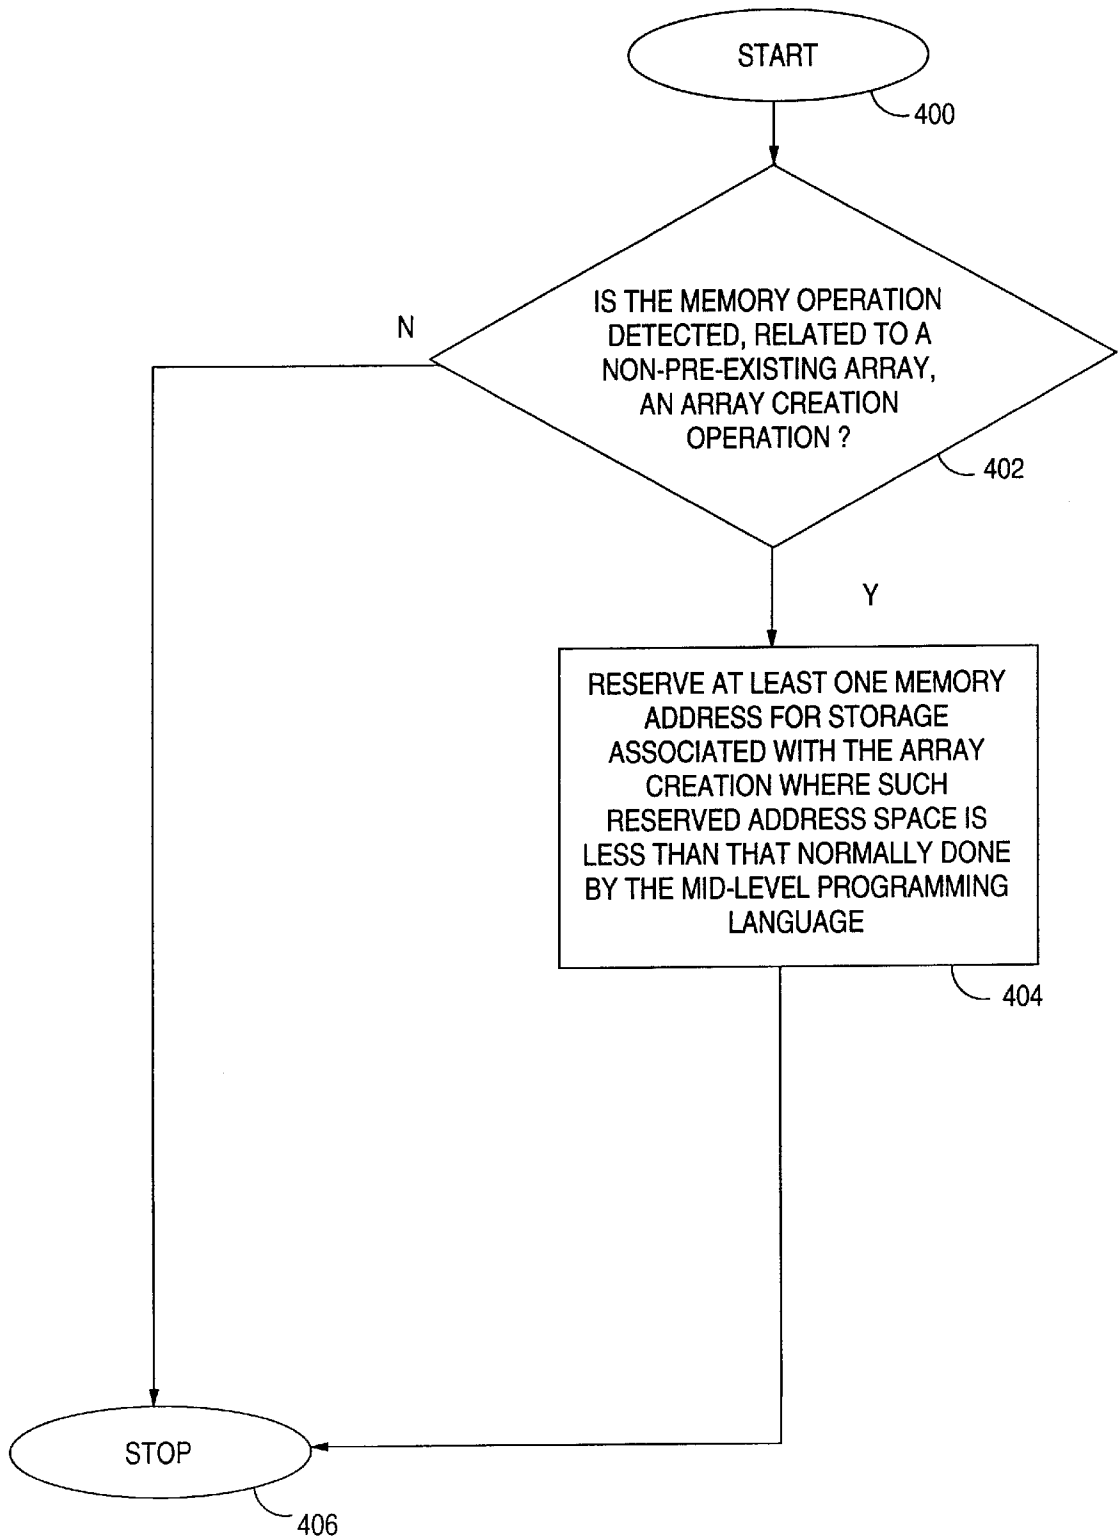 START
400
IS THE MEMORY OPERATION
DETECTED, RELATED TO A
NON-PRE-EXISTING ARRAY,
AN ARRAY CREATION
OPERATION ?
N
402
Y
RESERVE AT LEAST ONE MEMORY
ADDRESS FOR STORAGE
ASSOCIATED WITH THE ARRAY
CREATION WHERE SUCH
RESERVED ADDRESS SPACE IS
LESS THAN THAT NORMALLY DONE
BY THE MID-LEVEL PROGRAMMING
LANGUAGE
404
STOP
406